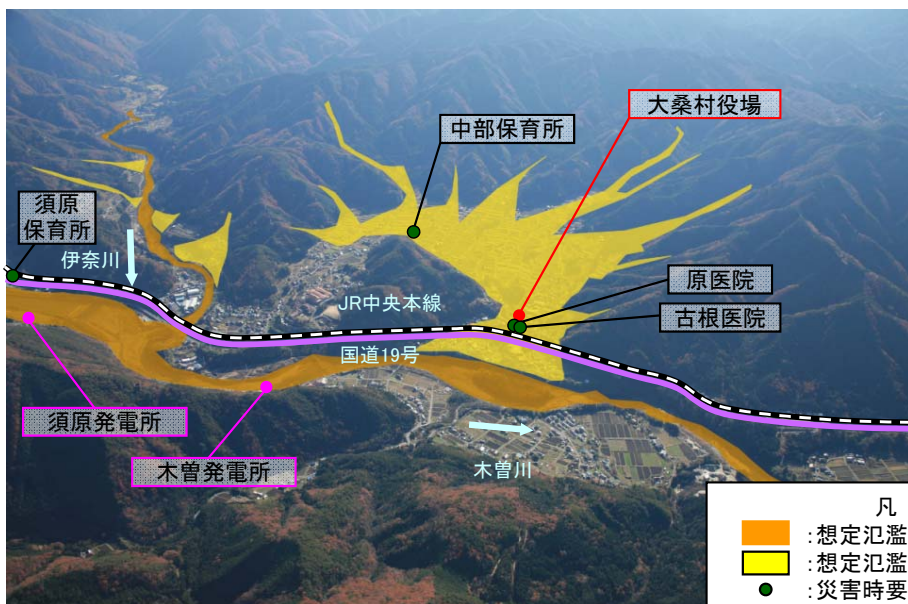 大桑村役場
中部保育所
須原
保育所
伊奈川
原医院
JR中央本線
古根医院
国道19号
須原発電所
木曽発電所
木曽川
凡
:想定氾濫
:想定氾濫
:災害時要